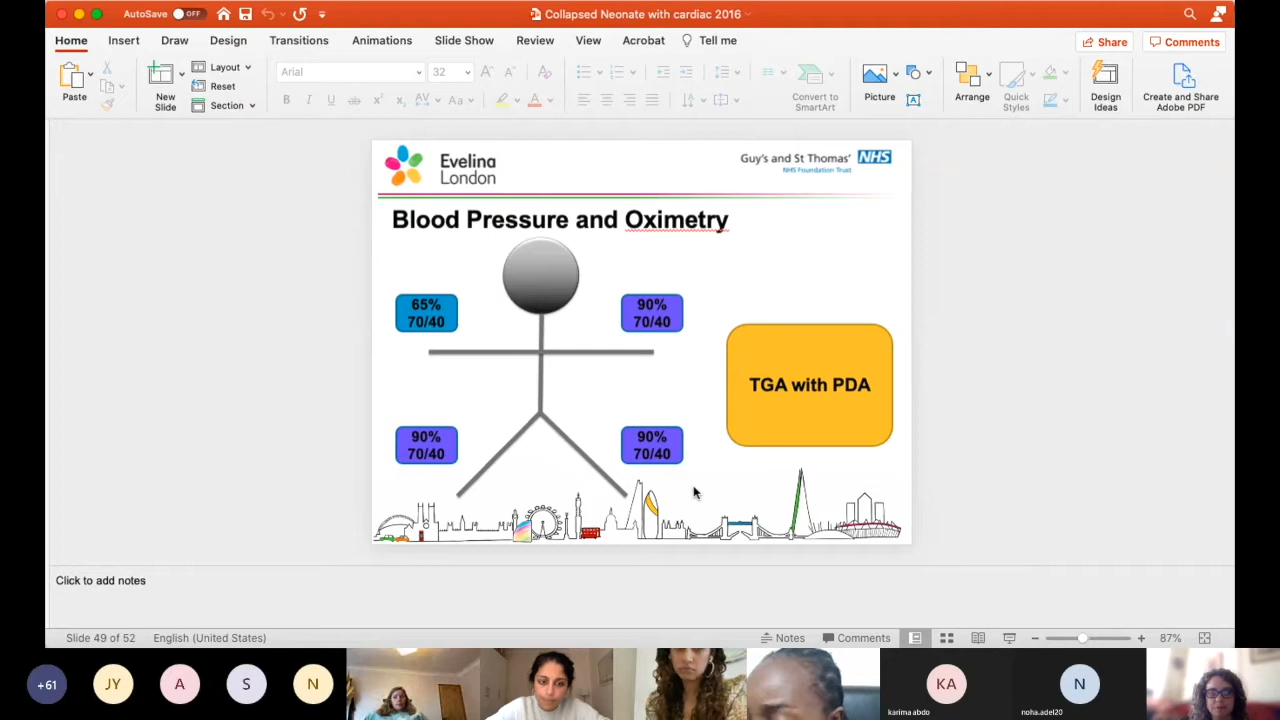 AutoSave OFF
Collapsed Neonate with cardiac 2016
Home Insert Draw Design Transitions Animations Slide Show Review View Acrobat Tell me
Share Comments
Paste
New
Slide
Layout
Reset
Section
Arial 32
Convert to
SmartArt
Picture
Arrange
Quick
Styles
Design
Ideas
Create and Share
Adobe PDF
Evelina
London
Guy's and St Thomas' NHS
NHS Foundation Trust
Blood Pressure and Oximetry
65%
70/40
90%
70/40
TGA with PDA
90%
70/40
90%
70/40
Click to add notes
Slide 49 of 52 English (United States) Notes Comments 87%
+61 JY A S N KA N
karima abdo noha.adel20